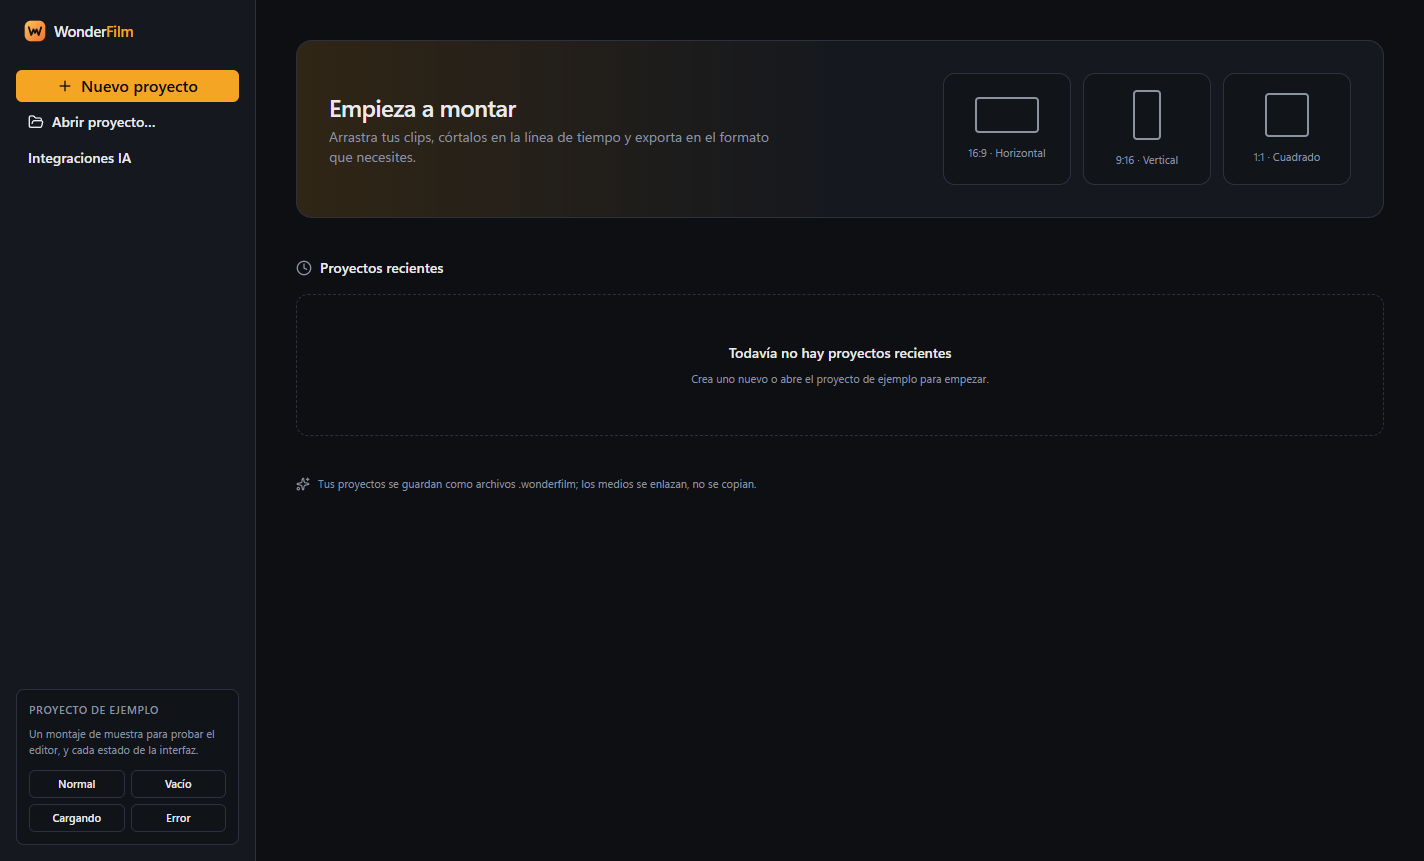 WonderFilm
Nuevo proyecto
Abrir proyecto...
Integraciones IA
Empieza a montar
Arrastra tus clips, córtalos en la línea de tiempo y exporta en el formato
que necesites.
16:9 · Horizontal
9:16 · Vertical
1:1 · Cuadrado
Proyectos recientes
Todavía no hay proyectos recientes
Crea uno nuevo o abre el proyecto de ejemplo para empezar.
Tus proyectos se guardan como archivos .wonderfilm; los medios se enlazan, no se copian.
PROYECTO DE EJEMPLO
Un montaje de muestra para probar el
editor, y cada estado de la interfaz.
Normal
Vacío
Cargando
Error